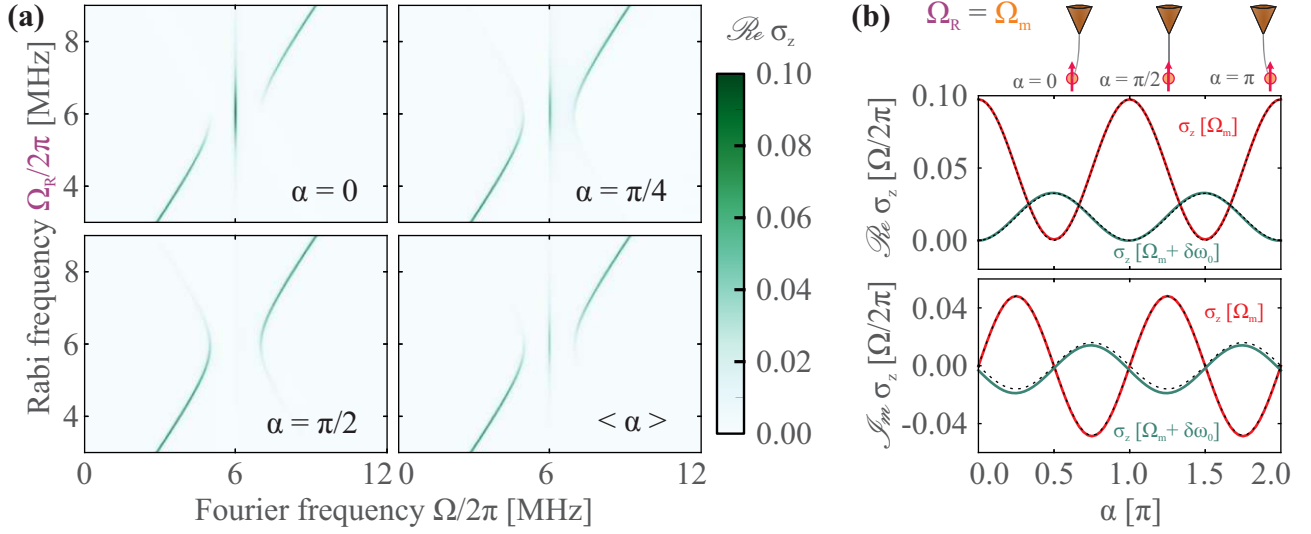 (a)
Rabi frequency Ω_R/2π [MHz]
8
6
4
α = 0
α = π/4
8
6
4
α = π/2
< α >
0
6
12
0
6
12
Fourier frequency Ω/2π [MHz]
ℛe σ_z
0.10
0.08
0.06
0.04
0.02
0.00
(b)
Ω_R = Ω_m
α = 0
α = π/2
α = π
ℛe σ_z [Ω/2π]
0.10
0.05
0.00
σ_z [Ω_m]
σ_z [Ω_m + δω_0]
ℐm σ_z [Ω/2π]
0.04
0.00
-0.04
σ_z [Ω_m]
σ_z [Ω_m + δω_0]
0.0
0.5
1.0
1.5
2.0
α [π]